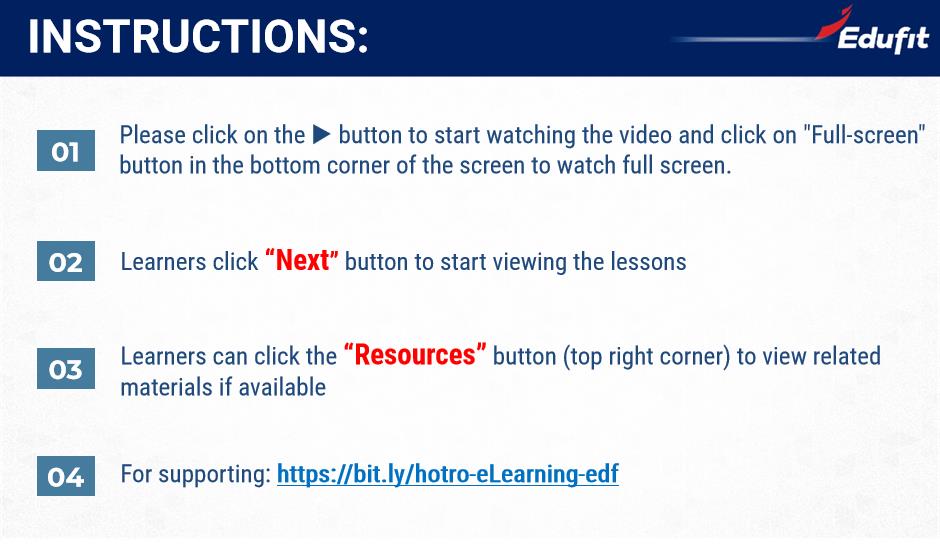 INSTRUCTIONS:
Edufit
01
Please click on the ▶ button to start watching the video and click on "Full-screen"
button in the bottom corner of the screen to watch full screen.
02
Learners click “Next” button to start viewing the lessons
03
Learners can click the “Resources” button (top right corner) to view related
materials if available
04
For supporting: https://bit.ly/hotro-eLearning-edf